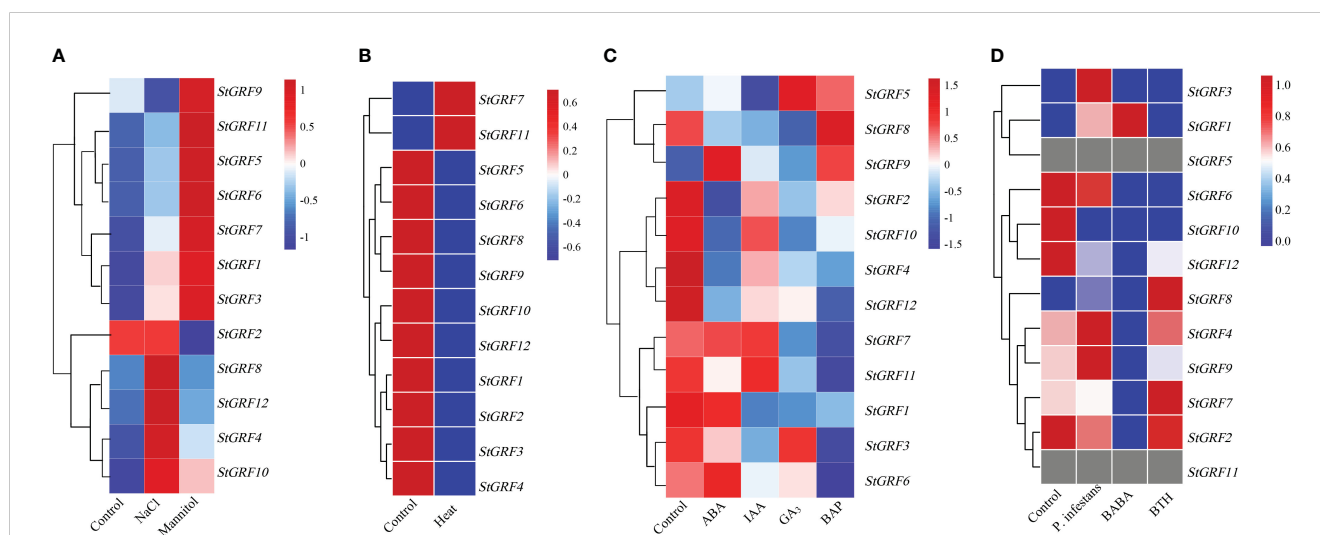 A
StGRF9
StGRF11
StGRF5
StGRF6
StGRF7
StGRF1
StGRF3
StGRF2
StGRF8
StGRF12
StGRF4
StGRF10
1
0.5
0
-0.5
-1
Control
NaCl
Mannitol
B
StGRF7
StGRF11
StGRF5
StGRF6
StGRF8
StGRF9
StGRF10
StGRF12
StGRF1
StGRF2
StGRF3
StGRF4
0.6
0.4
0.2
0
-0.2
-0.4
-0.6
Control
Heat
C
StGRF5
StGRF8
StGRF9
StGRF2
StGRF10
StGRF4
StGRF12
StGRF7
StGRF11
StGRF1
StGRF3
StGRF6
1.5
1
0.5
0
-0.5
-1
-1.5
Control
ABA
IAA
GA₃
BAP
D
StGRF3
StGRF1
StGRF5
StGRF6
StGRF10
StGRF12
StGRF8
StGRF4
StGRF9
StGRF7
StGRF2
StGRF11
1.0
0.8
0.6
0.4
0.2
0.0
Control
P. infestans
BABA
BTH